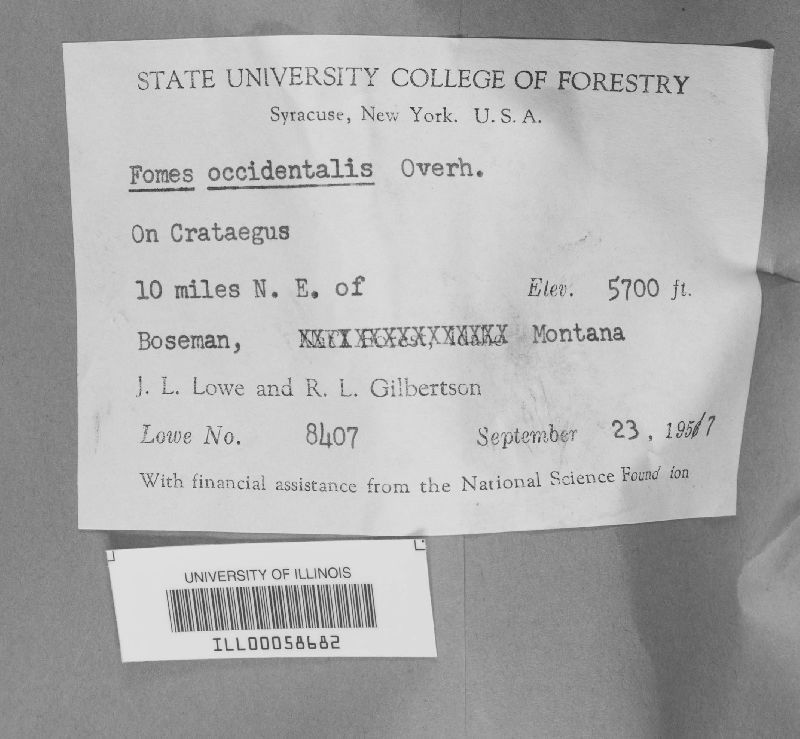 STATE UNIVERSITY COLLEGE OF FORESTRY
Syracuse, New York. U. S. A.
Fomes occidentalis Overh.
On Crataegus
10 miles N. E. of Elev. 5700 ft.
Boseman, Montana
J. L. Lowe and R. L. Gilbertson
Lowe No. 8407 September 23, 1957
With financial assistance from the National Science Found ion
UNIVERSITY OF ILLINOIS
ILL00058682